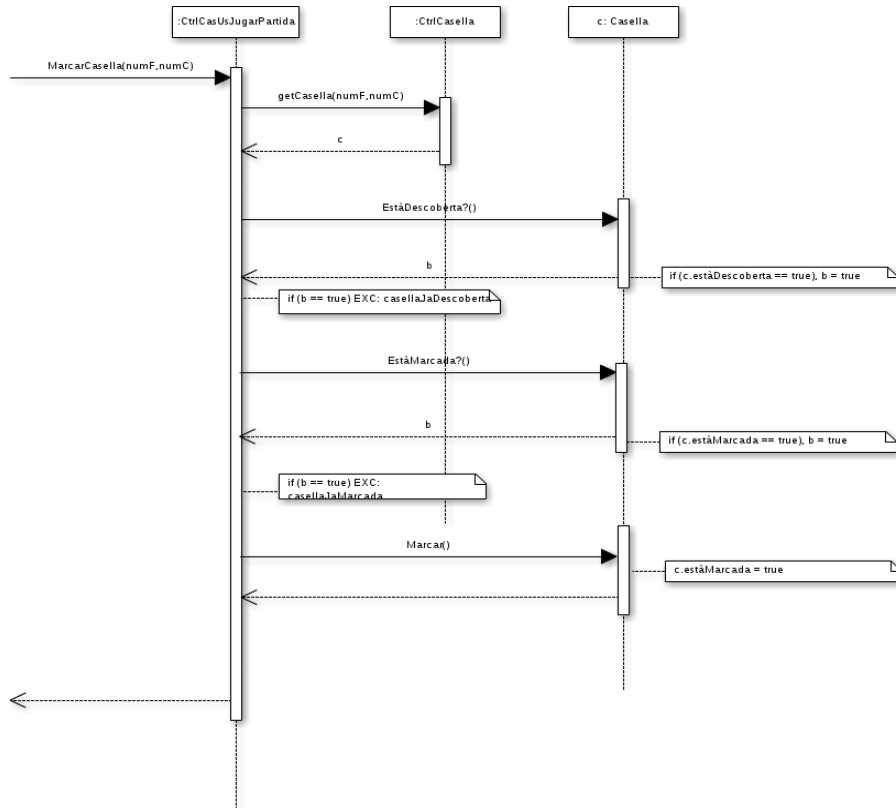 :CtrlCasUsJugarPartida
:CtrlCasella
c: Casella
MarcarCasella(numF,numC)
getCasella(numF,numC)
c
EstàDescoberta?()
b
if (c.estàDescoberta == true), b = true
if (b == true) EXC: casellaJaDescoberta
EstàMarcada?()
b
if (c.estàMarcada == true), b = true
if (b == true) EXC:
casellaJaMarcada
Marcar()
c.estàMarcada = true